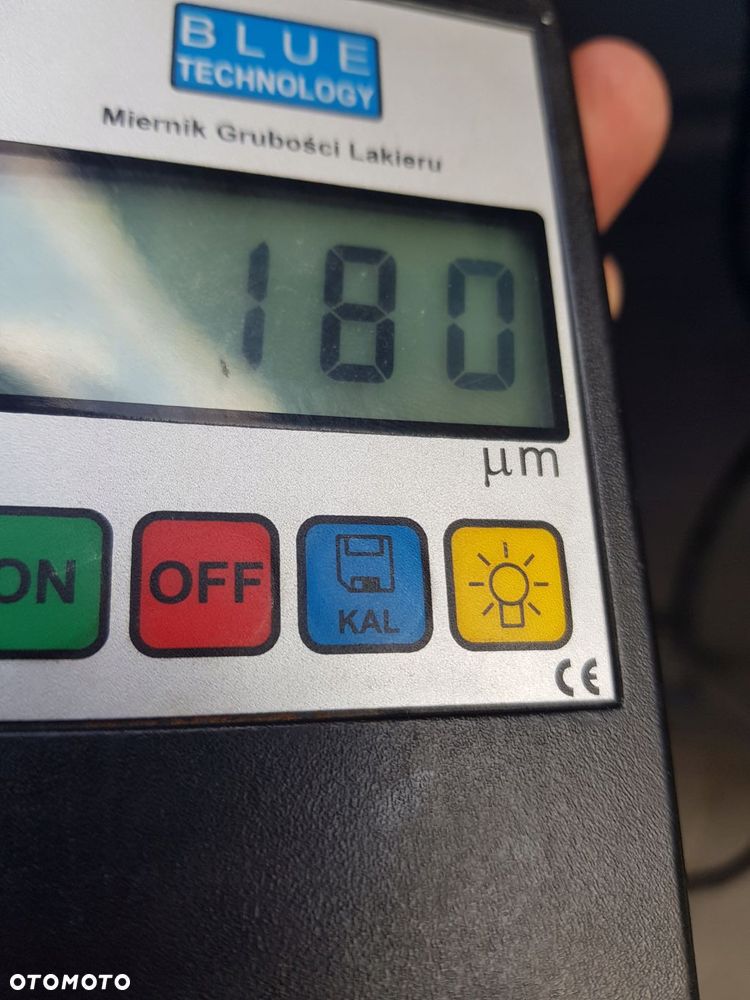 BLUE
TECHNOLOGY
Miernik Grubości Lakieru
180
μm
ON
OFF
KAL
CE
OTOMOTO